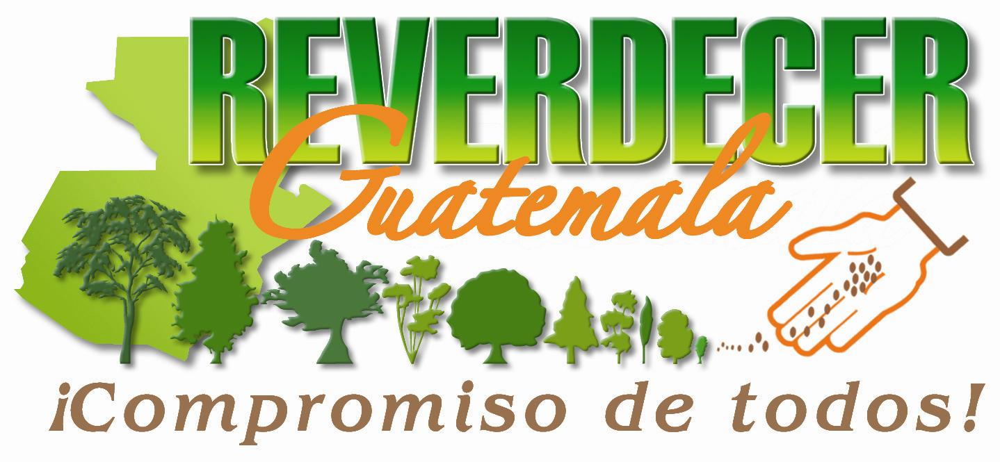 REVERDECER
Guatemala
¡Compromiso de todos!